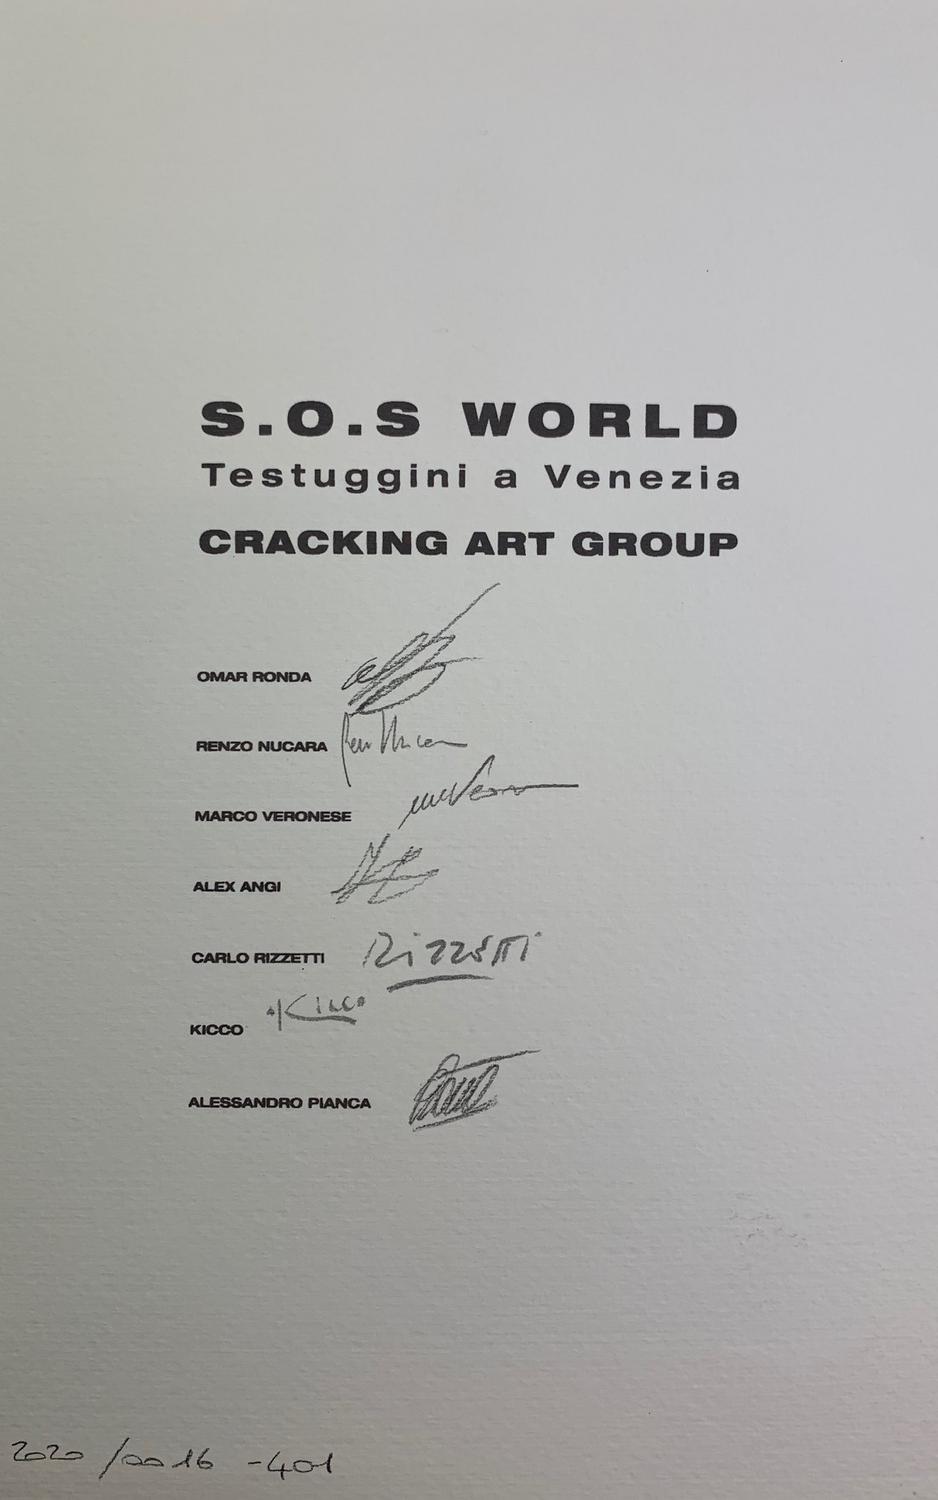 S.O.S WORLD
Testuggini a Venezia
CRACKING ART GROUP
OMAR RONDA
RENZO NUCARA
MARCO VERONESE
ALEX ANGI
CARLO RIZZETTI Rizzetti
KICCO Kicco
ALESSANDRO PIANCA
2020/0016-401